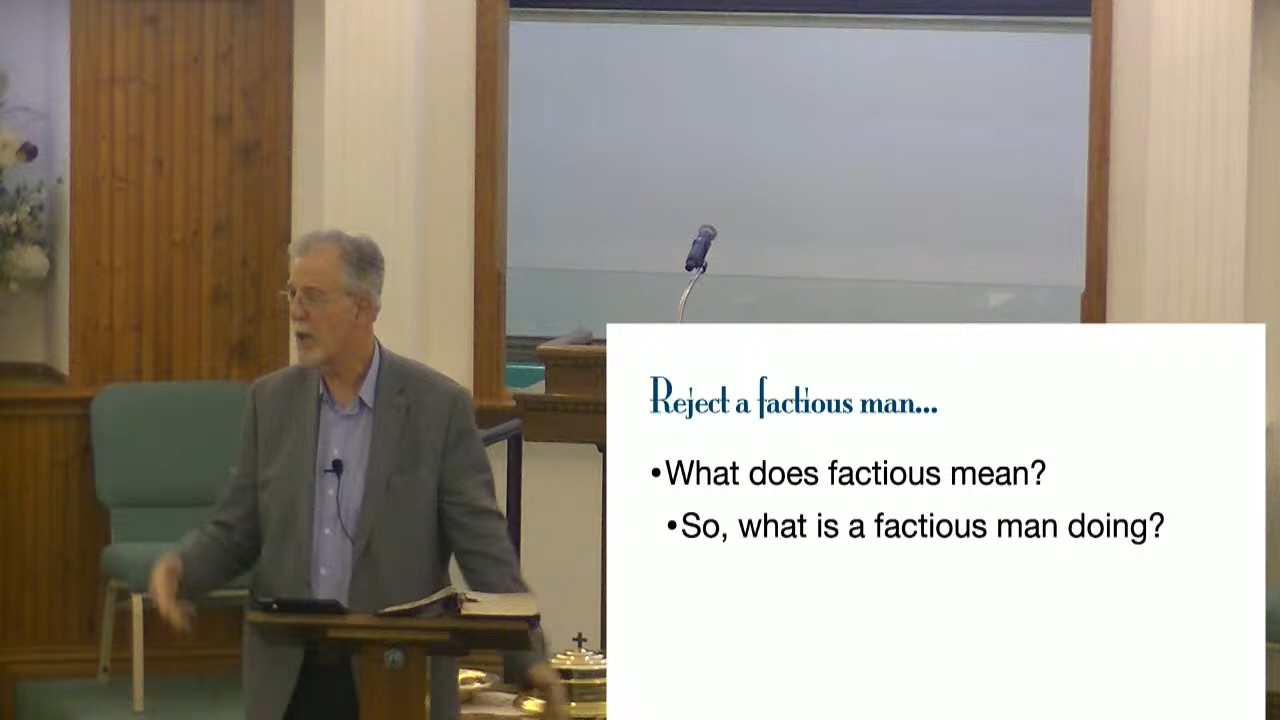 Reject a factious man...
•What does factious mean?
•So, what is a factious man doing?